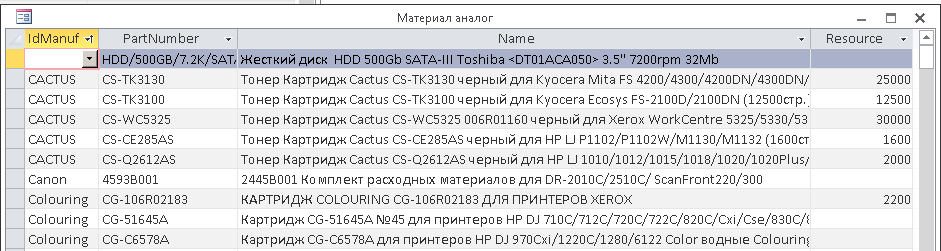 Материал аналог
IdManuf PartNumber Name Resource
HDD/500GB/7.2K/SATA Жесткий диск HDD 500Gb SATA-III Toshiba <DT01ACA050> 3.5" 7200rpm 32Mb
CACTUS CS-TK3130 Тонер Картридж Cactus CS-TK3130 черный для Kyocera Mita FS 4200/4300/4200DN/4300DN/ 25000
CACTUS CS-TK3100 Тонер Картридж Cactus CS-TK3100 черный для Kyocera Ecosys FS-2100D/2100DN (12500стр. 12500
CACTUS CS-WC5325 Тонер Картридж Cactus CS-WC5325 006R01160 черный для Xerox WorkCentre 5325/5330/53 30000
CACTUS CS-CE285AS Тонер Картридж Cactus CS-CE285AS черный для HP LJ P1102/P1102W/M1130/M1132 (1600ст 1600
CACTUS CS-Q2612AS Тонер Картридж Cactus CS-Q2612AS черный для HP LJ 1010/1012/1015/1018/1020/1020Plus/ 2000
Canon 4593B001 2445B001 Комплект расходных материалов для DR-2010C/2510C/ ScanFront220/300
Colouring CG-106R02183 КАРТРИДЖ COLOURING CG-106R02183 ДЛЯ ПРИНТЕРОВ XEROX 2200
Colouring CG-51645A Картридж CG-51645A №45 для принтеров HP DJ 710C/712C/720C/722C/820C/Cxi/Cse/830C/8
Colouring CG-C6578A Картридж CG-C6578A для принтеров HP DJ 970Cxi/1220C/1280/6122 Color водные Colouring